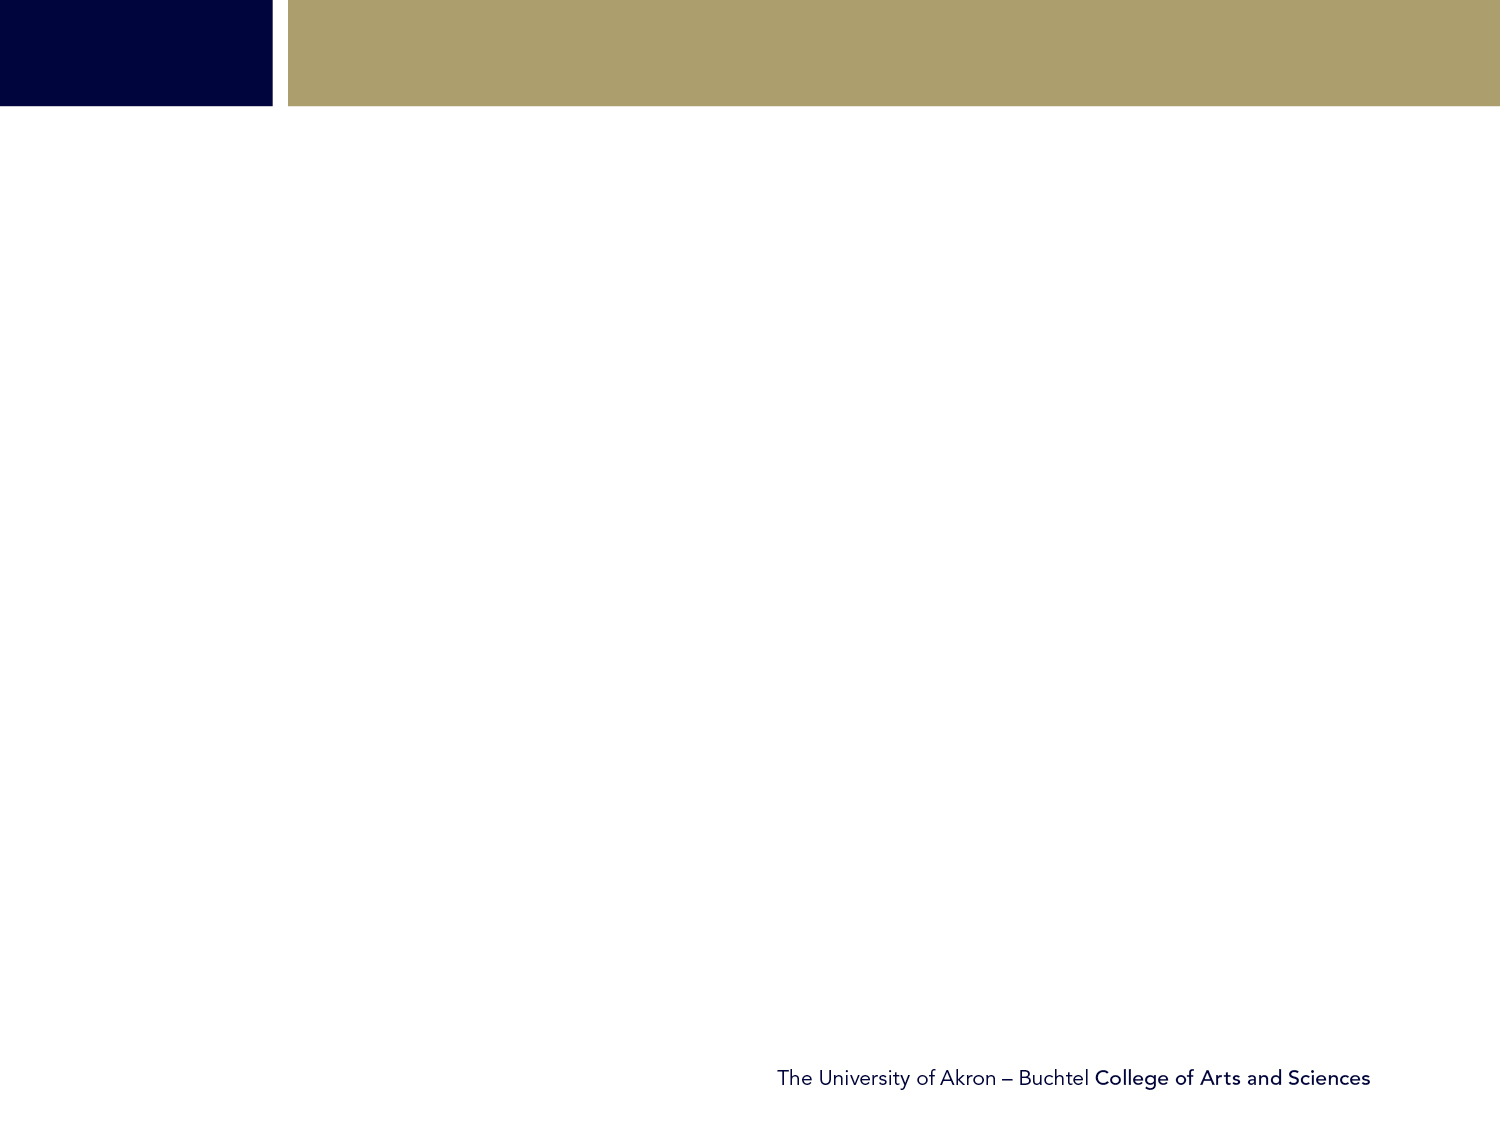 The University of Akron – Buchtel College of Arts and Sciences